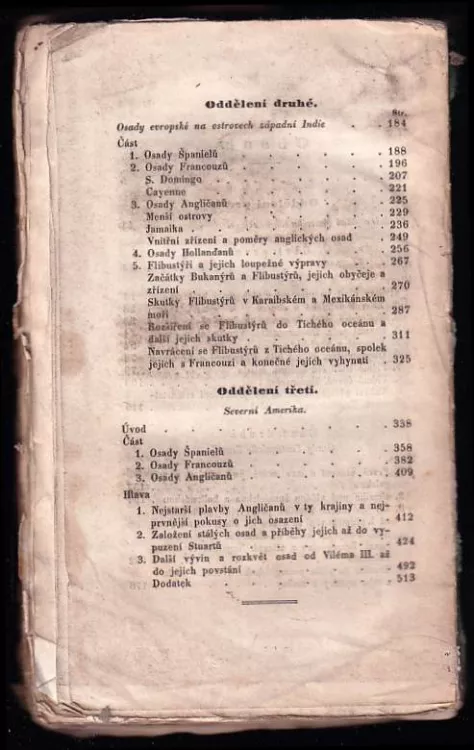 Oddělení druhé.
Str.
Osady evropské na ostrovech západní Indie . . 184
Část
1. Osady Španielů . . . . . . 188
2. Osady Francouzů . . . . . . 196
S. Domingo . . . . . . . 207
Cayenne . . . . . . . 221
3. Osady Angličanů . . . . . . 225
Menší ostrovy . . . . . . 229
Jamaika . . . . . . . 236
Vnitřní zřízení a poměry anglických osad . 249
4. Osady Hollanďanů . . . . . . 256
5. Flibustýři a jejich loupežné výpravy . . . 267
Začátky Bukanýrů a Flibustýrů, jejich obyčeje a
zřízení . . . . . . . 270
Skutky Flibustýrů v Karaibském a Mexikánském
moři . . . . . . . 287
Rozšíření se Flibustýrů do Tichého oceánu a
další jejich skutky . . . . . 311
Navrácení se Flibustýrů z Tichého oceánu, spolek
jejich s Francouzi a konečné jejich vyhynutí . 325
Oddělení třetí.
Severní Amerika.
Úvod . . . . . . . . 338
Část
1. Osady Španielů . . . . . . 358
2. Osady Francouzů . . . . . . 382
3. Osady Angličanů . . . . . . 409
Hlava
1. Nejstarší plavby Angličanů v ty krajiny a nej-
prvnější pokusy o jich osazení . . . 412
2. Založení stálých osad a příběhy jejich až do vy-
puzení Stuartů . . . . . . 424
3. Další vývin a rozkvět osad od Viléma III. až
do jejich povstání . . . . . . 492
Dodatek . . . . . . . 513